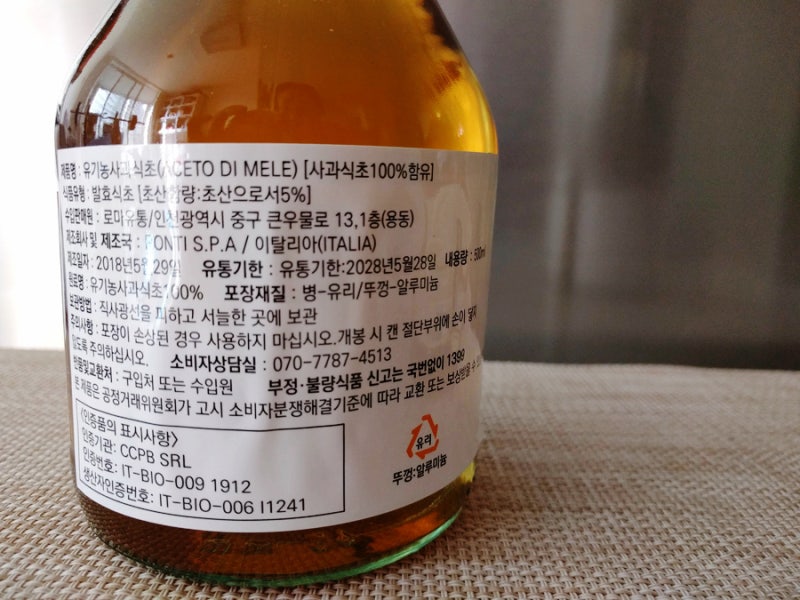 제품명 : 유기농사과식초(ACETO DI MELE) [사과식초100%함유]
식품유형 : 발효식초 [초산함량:초산으로서5%]
수입판매원 : 로마유통/인천광역시 중구 큰우물로 13,1층(용동)
제조회사 및 제조국 : PONTI S.P.A / 이탈리아(ITALIA)
제조일자 : 2018년5월29일 유통기한 : 유통기한:2028년5월28일 내용량 : 500ml
원료명 : 유기농사과식초100% 포장재질 : 병-유리/뚜껑-알루미늄
보관방법 : 직사광선을 피하고 서늘한 곳에 보관
주의사항 : 포장이 손상된 경우 사용하지 마십시오.개봉 시 캔 절단부위에 손이 닿지
않도록 주의하십시오. 소비자상담실 : 070-7787-4513
반품및교환처 : 구입처 또는 수입원 부정·불량식품 신고는 국번없이 1399
본 제품은 공정거래위원회가 고시 소비자분쟁해결기준에 따라 교환 또는 보상받을 수
<인증품의 표시사항>
인증기관: CCPB SRL
인증번호: IT-BIO-009 1912
생산자인증번호: IT-BIO-006 I1241
유리
뚜껑:알루미늄